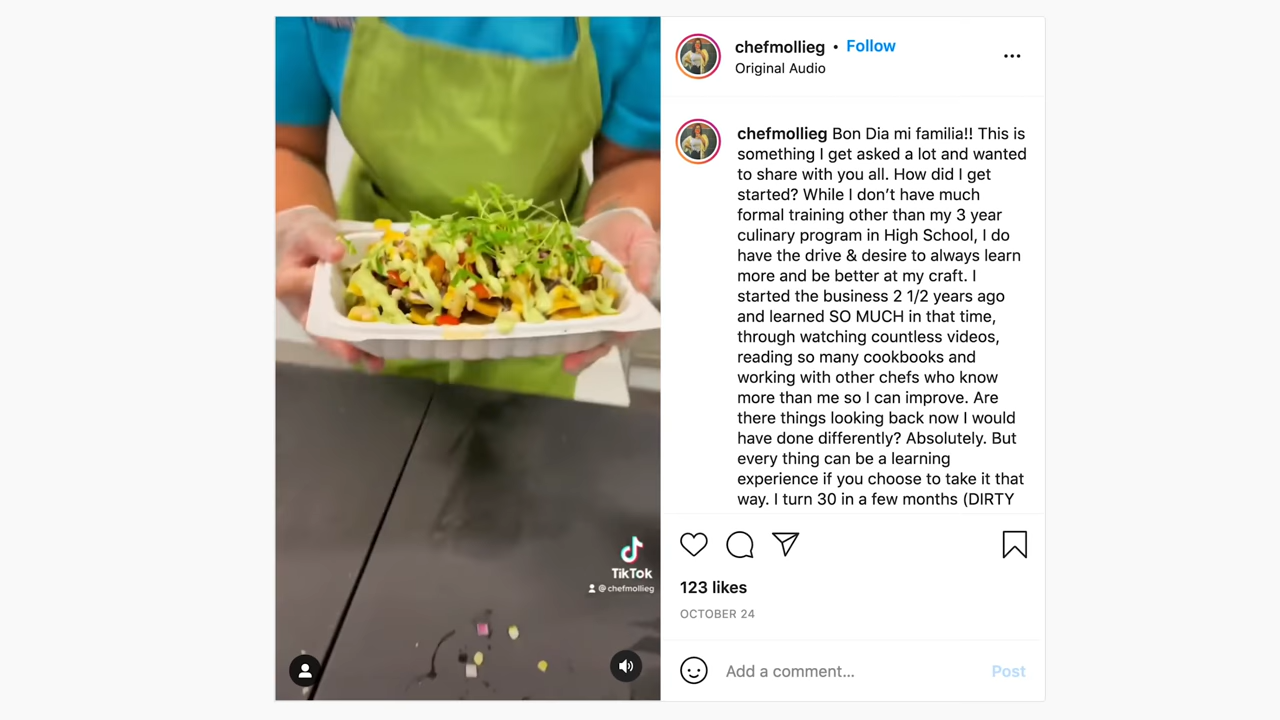 chefmollieg • Follow
Original Audio
chefmollieg Bon Dia mi familia!! This is
something I get asked a lot and wanted
to share with you all. How did I get
started? While I don’t have much
formal training other than my 3 year
culinary program in High School, I do
have the drive & desire to always learn
more and be better at my craft. I
started the business 2 1/2 years ago
and learned SO MUCH in that time,
through watching countless videos,
reading so many cookbooks and
working with other chefs who know
more than me so I can improve. Are
there things looking back now I would
have done differently? Absolutely. But
every thing can be a learning
experience if you choose to take it that
way. I turn 30 in a few months (DIRTY
TikTok
@chefmollieg
123 likes
OCTOBER 24
Add a comment... Post